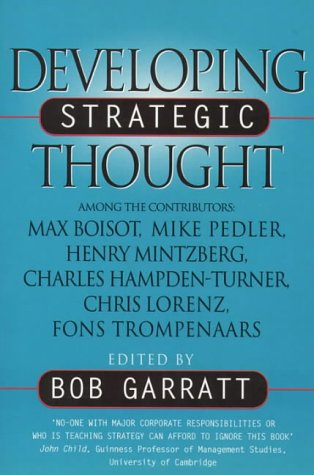 DEVELOPING
STRATEGIC
THOUGHT
AMONG THE CONTRIBUTORS:
MAX BOISOT, MIKE PEDLER,
HENRY MINTZBERG,
CHARLES HAMPDEN-TURNER,
CHRIS LORENZ,
FONS TROMPENAARS
EDITED BY
BOB GARRATT
'NO-ONE WITH MAJOR CORPORATE RESPONSIBILITIES OR
WHO IS TEACHING STRATEGY CAN AFFORD TO IGNORE THIS BOOK'
John Child, Guinness Professor of Management Studies,
University of Cambridge